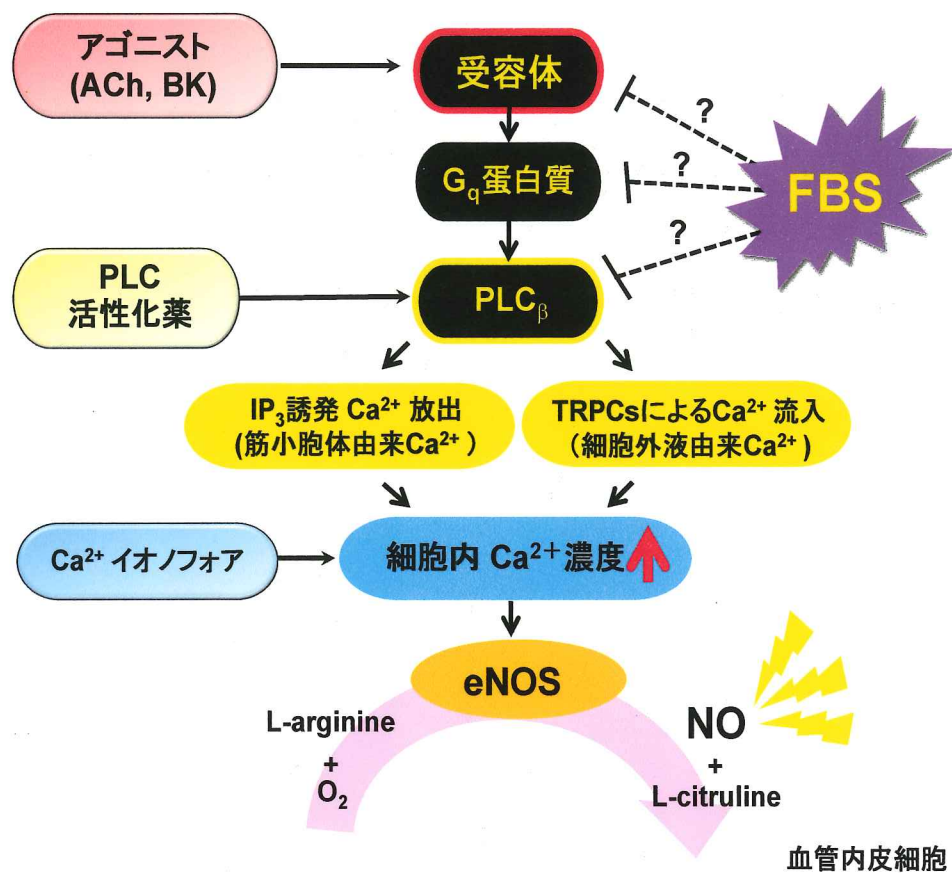 アゴニスト
(ACh, BK)
受容体
?
Gq蛋白質
?
FBS
?
PLC
活性化薬
PLCβ
IP3誘発 Ca2+ 放出
(筋小胞体由来Ca2+ )
TRPCsによるCa2+ 流入
(細胞外液由来Ca2+ )
Ca2+ イオノフォア
細胞内 Ca2+ 濃度
eNOS
L-arginine
+
O2
NO
+
L-citruline
血管内皮細胞